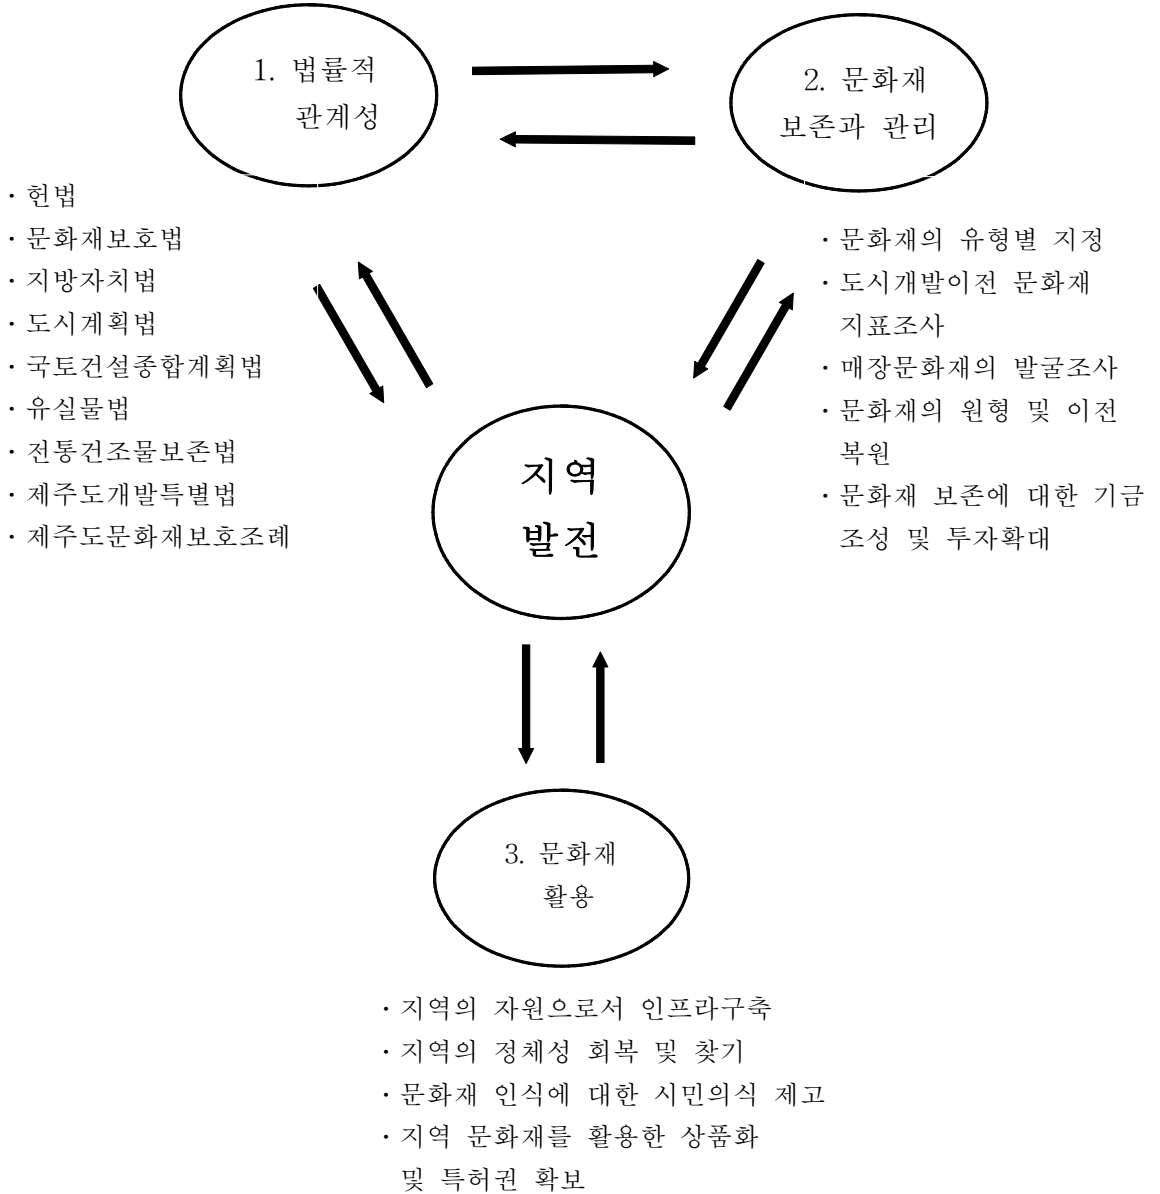 1. 법률적
관계성
2. 문화재
보존과 관리
· 헌법
· 문화재보호법
· 지방자치법
· 도시계획법
· 국토건설종합계획법
· 유실물법
· 전통건조물보존법
· 제주도개발특별법
· 제주도문화재보호조례
· 문화재의 유형별 지정
· 도시개발이전 문화재
지표조사
· 매장문화재의 발굴조사
· 문화재의 원형 및 이전
복원
· 문화재 보존에 대한 기금
조성 및 투자확대
지역
발전
3. 문화재
활용
· 지역의 자원으로서 인프라구축
· 지역의 정체성 회복 및 찾기
· 문화재 인식에 대한 시민의식 제고
· 지역 문화재를 활용한 상품화
및 특허권 확보